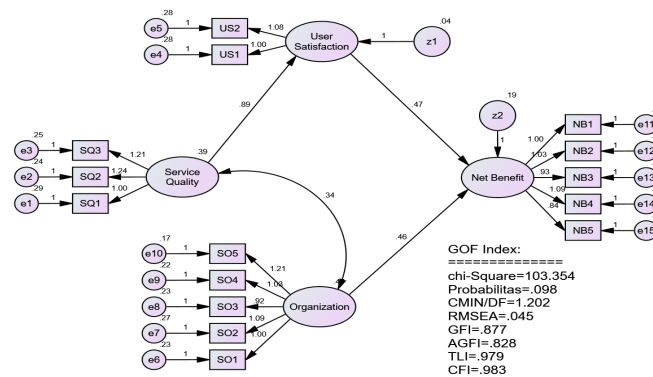 .28
e5
1
US2
1.08
.28
e4
1
US1
1.00
User
Satisfaction
1
.04
z1
.89
.47
.25
e3
1
SQ3
1.21
.24
e2
1
SQ2
1.24
.29
e1
1
SQ1
1.00
.39
Service
Quality
.34
.19
z2
1
Net Benefit
1.00
NB1
1
e11
1.03
NB2
1
e12
.93
NB3
1
e13
1.09
NB4
1
e14
.84
NB5
1
e15
.46
.17
e10
1
SO5
1.21
.22
e9
1
SO4
1.03
.23
e8
1
SO3
.92
.27
e7
1
SO2
1.09
.23
e6
1
SO1
1.00
Organization
GOF Index:
==============
chi-Square=103.354
Probabilitas=.098
CMIN/DF=1.202
RMSEA=.045
GFI=.877
AGFI=.828
TLI=.979
CFI=.983